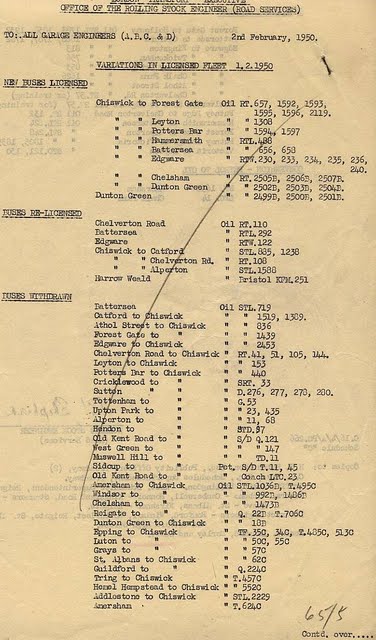 OFFICE OF THE ROLLING STOCK ENGINEER (ROAD SERVICES)
TO: ALL GARAGE ENGINEERS (A,B,C, & D) 2nd February, 1950.
VARIATIONS IN LICENSED FLEET 1.2.1950
NEW BUSES LICENSED
Chiswick to Forest Gate Oil RT.657, 1592, 1593,
1595, 1596, 2119.
" " Leyton " " 1308
" " Potters Bar " " 1594, 1597
" " Hammersmith " RTL.488
" " Battersea " " 656, 658
" " Edgware " RTW.230, 233, 234, 235, 236,
240.
" " Chelsham " RT.2505B, 2506B, 2507B.
" " Dunton Green " " 2502B, 2503B, 2504B.
Dunton Green " " 2499B, 2500B, 2501B.
BUSES RE-LICENSED
Chelverton Road Oil RT.110
Battersea " RTL.292
Edgware " RTW.122
Chiswick to Catford " STL.885, 1238
" " Chelverton Rd. " RT.108
" " Alperton " STL.1588
Harrow Weald " Bristol KFM.251
BUSES WITHDRAWN
Battersea Oil STL.719
Catford to Chiswick " " 1519, 1389.
Athol Street to Chiswick " " 836
Forest Gate to " " " 1439
Edgware to Chiswick " " 2453
Chelverton Road to Chiswick " RT.41, 51, 105, 144.
Leyton to Chiswick " " 153
Potters Bar to Chiswick " " 440
Cricklewood to " " SRT. 33
Sutton " " D.276, 277, 278, 280.
Tottenham to " " G.53
Upton Park to " " " 23, 435
Alperton to " " " 11, 68
Hendon to " " STD.87
Old Kent Road to " S/D Q.121
West Green to " " " 147
Muswell Hill to " " TD.11
Sidcup to " Pet. S/D T.11, 45
Old Kent Road to " " Coach LTC.23
Amersham to Chiswick Oil STL.1036B, T.495C
Windsor to " " " 992B, 1486B
Chelsham to " " " 1473B
Reigate to " " Q. 22B T.706C
Dunton Green to Chiswick " " 18B
Epping to Chiswick " TF.35C, 34C, T.485C, 513C
Luton to " " " 50C, 55C
Grays to " " " 57C
St, Albans to Chiswick " " 62C
Guildford to " " Q.224C
Tring to Chiswick " T.457C
Hemel Hempstead to Chiswick " " 552C
Addlestone to Chiswick " STL.2229
Amersham " T.624C
65/5
Contd. over.....